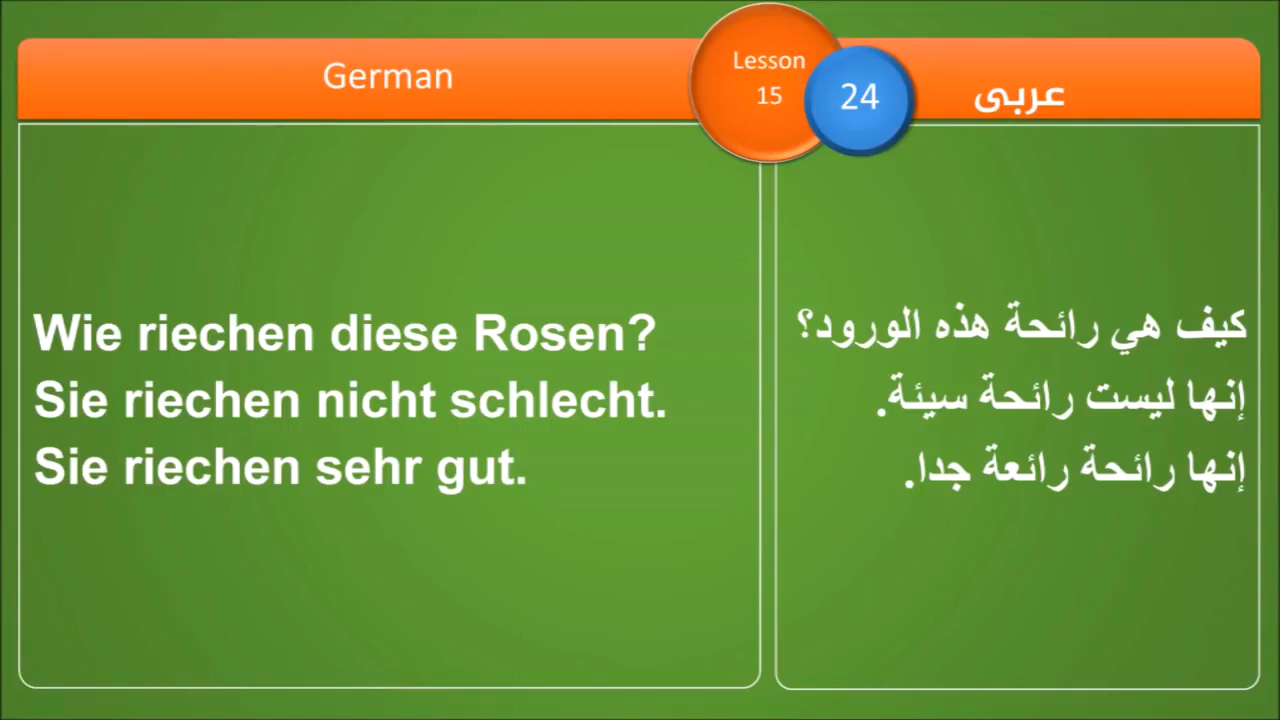 German
Lesson
15
24
عربى
Wie riechen diese Rosen?
Sie riechen nicht schlecht.
Sie riechen sehr gut.
كيف هي رائحة هذه الورود؟
إنها ليست رائحة سيئة.
إنها رائحة رائعة جدا.